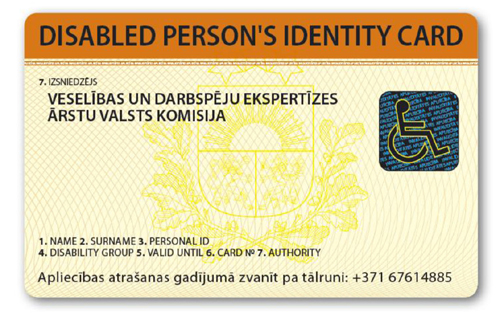 DISABLED PERSON'S IDENTITY CARD
7. IZSNIEDZĒJS
VESELĪBAS UN DARBSPĒJU EKSPERTĪZES
ĀRSTU VALSTS KOMISIJA
1. NAME 2. SURNAME 3. PERSONAL ID
4. DISABILITY GROUP 5. VALID UNTIL 6. CARD № 7. AUTHORITY
Apliecības atrašanas gadījumā zvanīt pa tālruni: +371 67614885